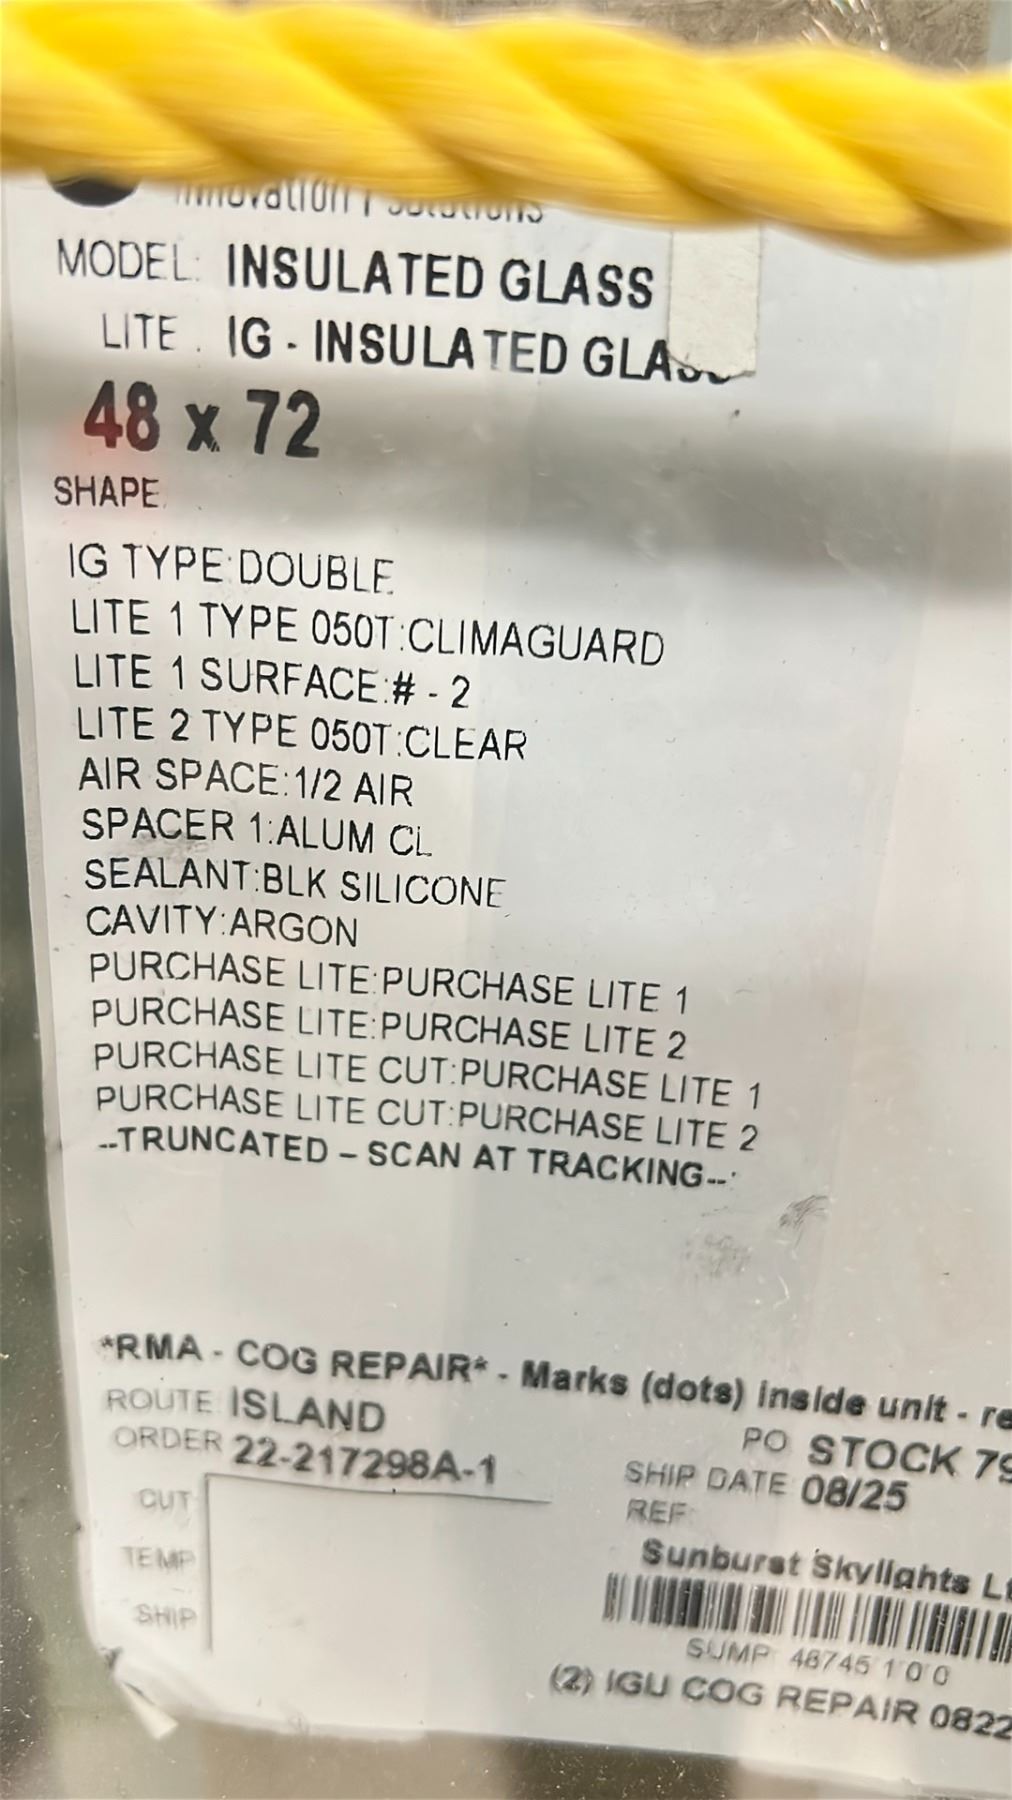 MODEL: INSULATED GLASS
LITE . IG - INSULATED GLASS
48 x 72
SHAPE
IG TYPE:DOUBLE
LITE 1 TYPE 050T:CLIMAGUARD
LITE 1 SURFACE:# - 2
LITE 2 TYPE 050T:CLEAR
AIR SPACE:1/2 AIR
SPACER 1:ALUM CL
SEALANT:BLK SILICONE
CAVITY:ARGON
PURCHASE LITE:PURCHASE LITE 1
PURCHASE LITE:PURCHASE LITE 2
PURCHASE LITE CUT:PURCHASE LITE 1
PURCHASE LITE CUT:PURCHASE LITE 2
--TRUNCATED – SCAN AT TRACKING--
*RMA - COG REPAIR* - Marks (dots) inside unit - re
ROUTE ISLAND
PO STOCK 79
ORDER 22-217298A-1
SHIP DATE 08/25
REF
CUT
TEMP
SHIP
Sunburst Skylights
SUMP 46745 1 0 0
(2) IGU COG REPAIR 0822